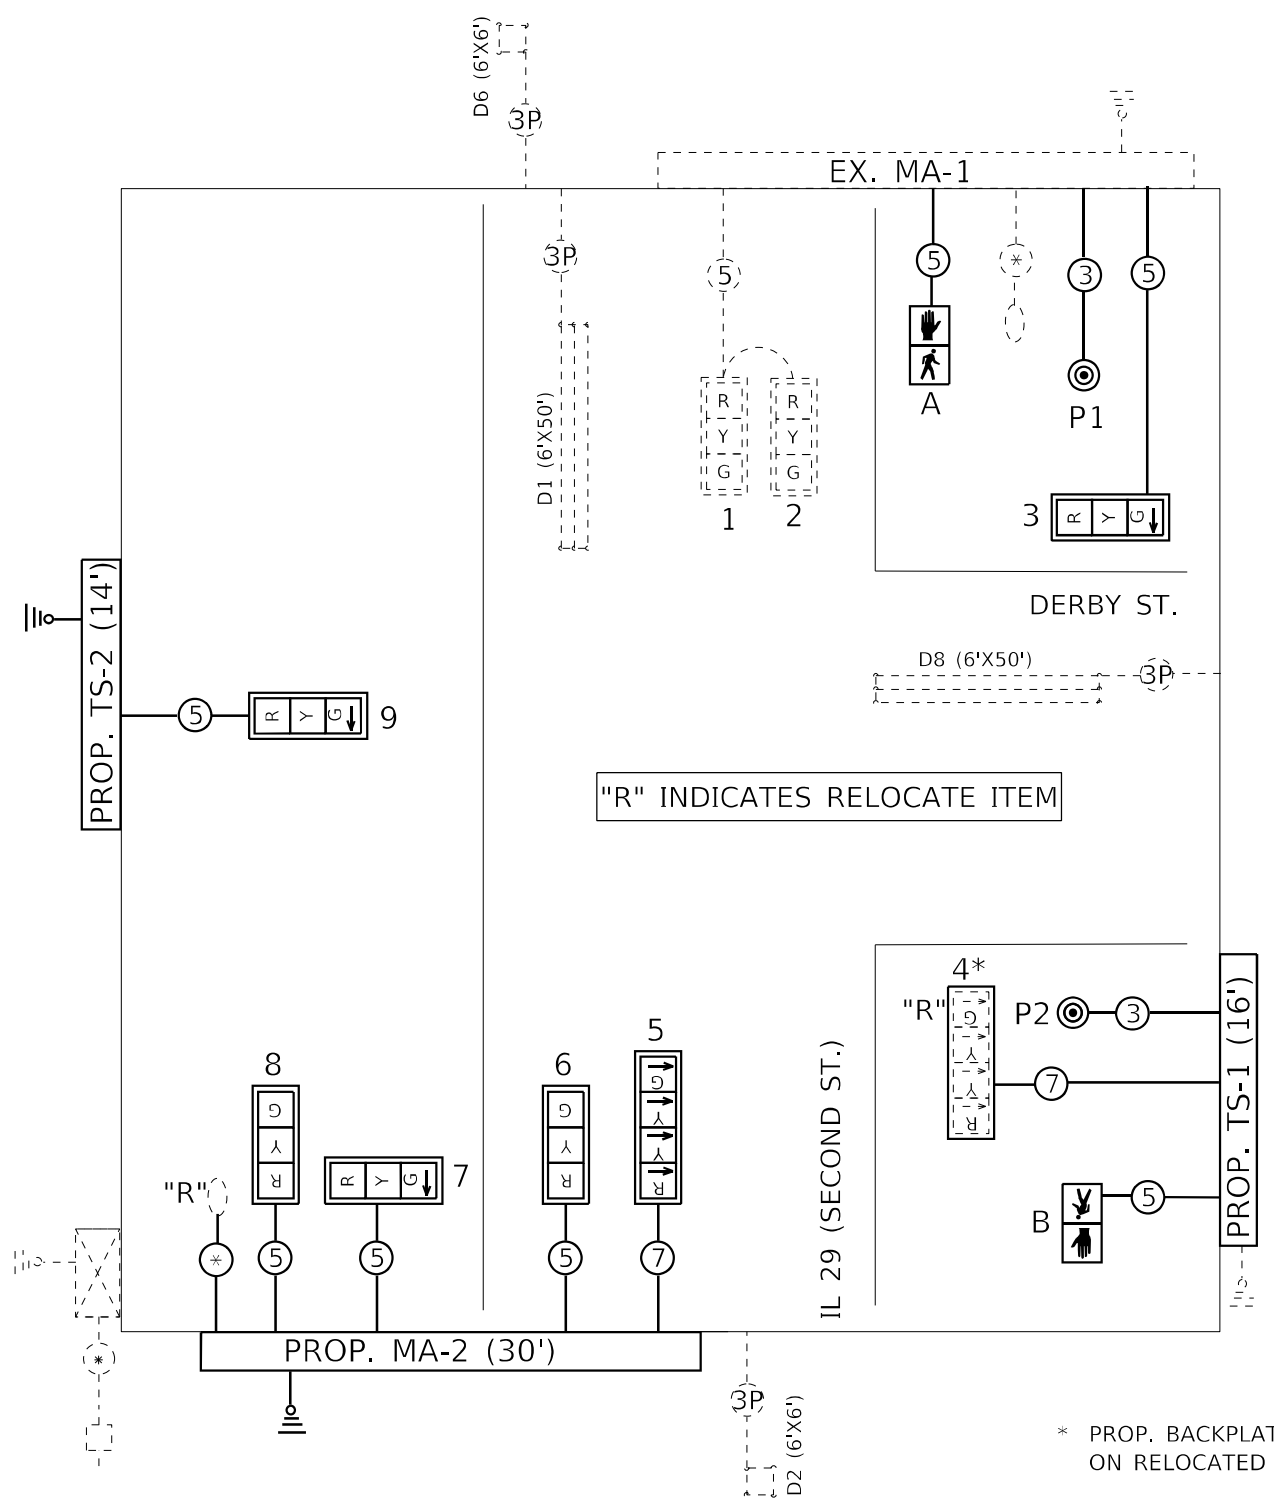 D6 (6'X6')
3P
EX. MA-1
3P
5
5
*
3
5
D1 (6'X50')
R
Y
G
1
R
Y
G
2
A
P1
3
R
Y
G
DERBY ST.
D8 (6'X50')
3P
PROP. TS-2 (14')
5
R
Y
G
9
"R" INDICATES RELOCATE ITEM
4*
"R"
G
Y
Y
R
P2
3
7
PROP. TS-1 (16')
B
5
IL 29 (SECOND ST.)
5
G
Y
Y
R
7
6
G
Y
R
5
8
G
Y
R
5
R
Y
G
7
5
"R"
*
PROP. MA-2 (30')
*
3P
D2 (6'X6')
* PROP. BACKPLAT
ON RELOCATED